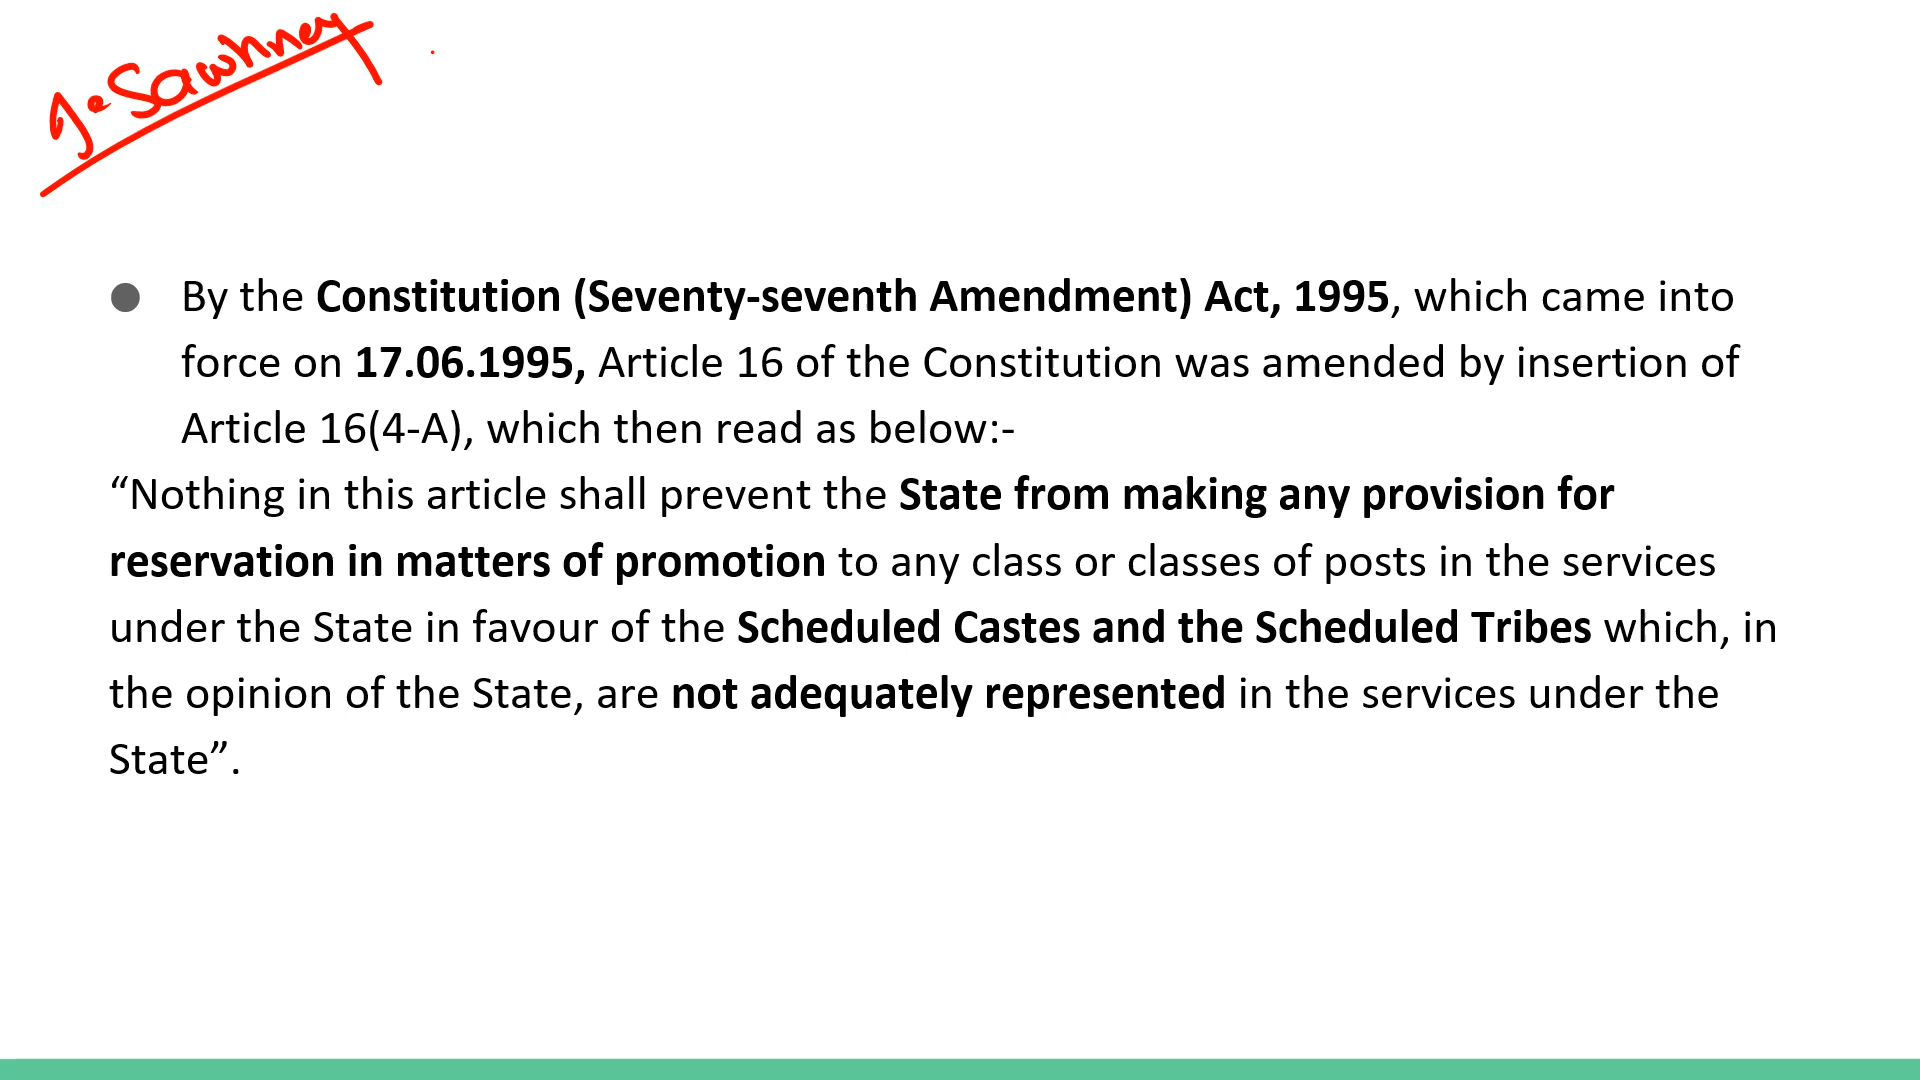 I. Sawhney
● By the Constitution (Seventy-seventh Amendment) Act, 1995, which came into
force on 17.06.1995, Article 16 of the Constitution was amended by insertion of
Article 16(4-A), which then read as below:-
“Nothing in this article shall prevent the State from making any provision for
reservation in matters of promotion to any class or classes of posts in the services
under the State in favour of the Scheduled Castes and the Scheduled Tribes which, in
the opinion of the State, are not adequately represented in the services under the
State”.